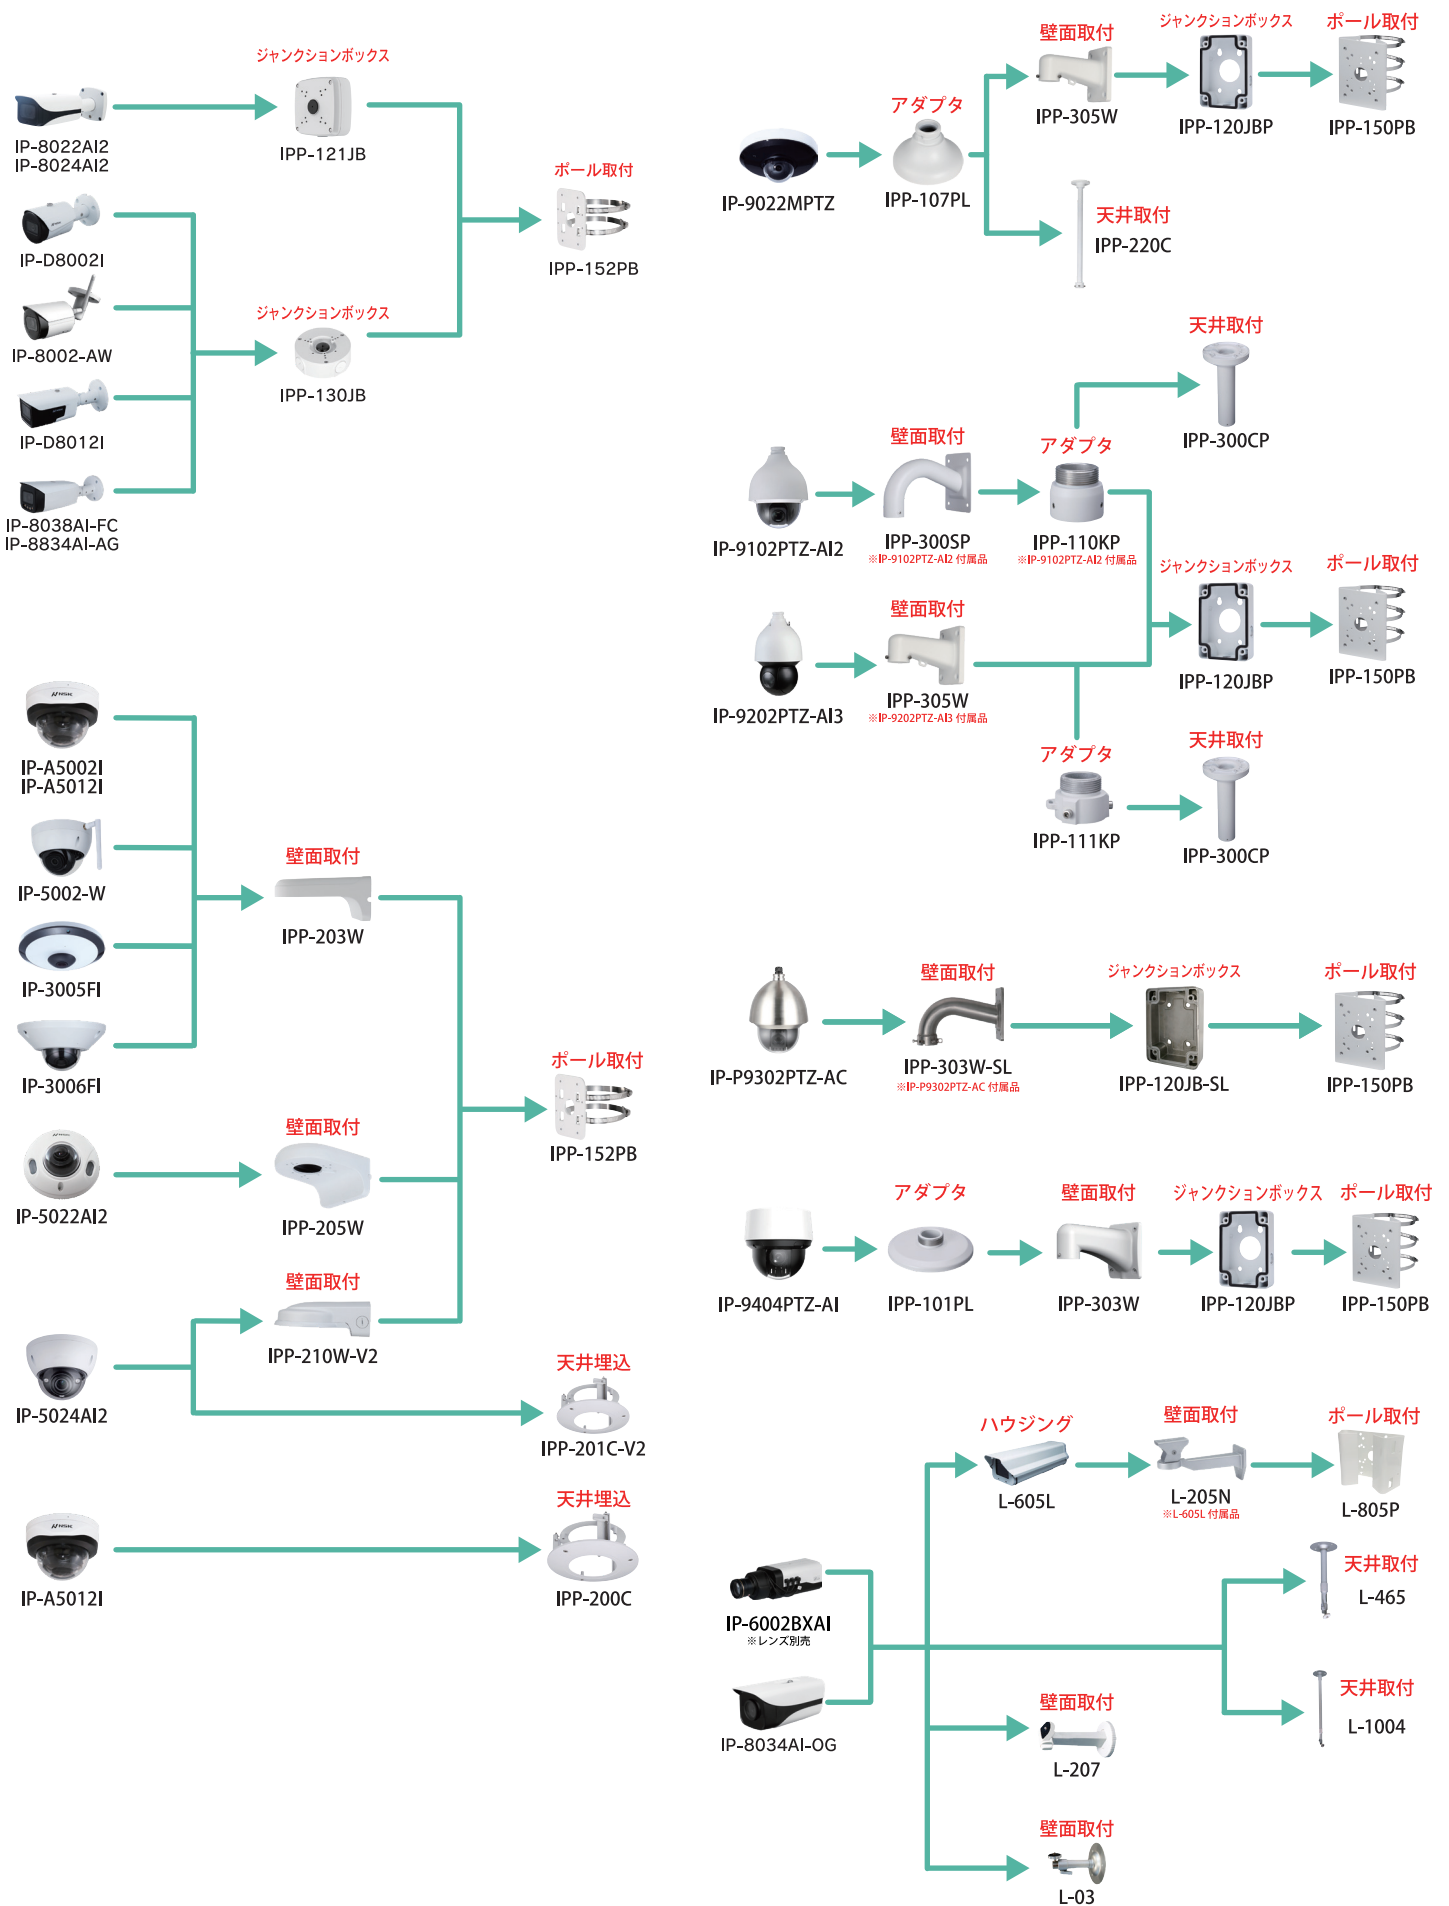 ジャンクションボックス
IP-8022AI2
IP-8024AI2
IPP-121JB
IP-D8002I
IP-8002-AW
ジャンクションボックス
IPP-130JB
IP-D8012I
IP-8038AI-FC
IP-8834AI-AG
ポール取付
IPP-152PB
NSK
IP-A5002I
IP-A5012I
IP-5002-W
壁面取付
IPP-203W
IP-3005FI
IP-3006FI
壁面取付
IP-5022AI2
IPP-205W
ポール取付
IPP-152PB
壁面取付
IPP-210W-V2
IP-5024AI2
天井埋込
IPP-201C-V2
天井埋込
NSK
IP-A5012I
IPP-200C
IP-9022MPTZ
アダプタ
IPP-107PL
壁面取付
IPP-305W
ジャンクションボックス
IPP-120JBP
ポール取付
IPP-150PB
天井取付
IPP-220C
天井取付
IPP-300CP
IP-9102PTZ-AI2
壁面取付
IPP-300SP
※IP-9102PTZ-AI2 付属品
アダプタ
IPP-110KP
※IP-9102PTZ-AI2 付属品
ジャンクションボックス
IPP-120JBP
ポール取付
IPP-150PB
IP-9202PTZ-AI3
壁面取付
IPP-305W
※IP-9202PTZ-AI3 付属品
アダプタ
IPP-111KP
天井取付
IPP-300CP
IP-P9302PTZ-AC
壁面取付
IPP-303W-SL
※IP-P9302PTZ-AC 付属品
ジャンクションボックス
IPP-120JB-SL
ポール取付
IPP-150PB
IP-9404PTZ-AI
アダプタ
IPP-101PL
壁面取付
IPP-303W
ジャンクションボックス
IPP-120JBP
ポール取付
IPP-150PB
ハウジング
L-605L
壁面取付
L-205N
※L-605L 付属品
ポール取付
L-805P
IP-6002BXAI
※レンズ別売
IP-8034AI-OG
天井取付
L-465
天井取付
L-1004
壁面取付
L-207
壁面取付
L-03